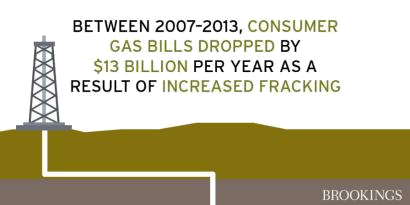 BETWEEN 2007-2013, CONSUMER
GAS BILLS DROPPED BY
$13 BILLION PER YEAR AS A
RESULT OF INCREASED FRACKING
BROOKINGS